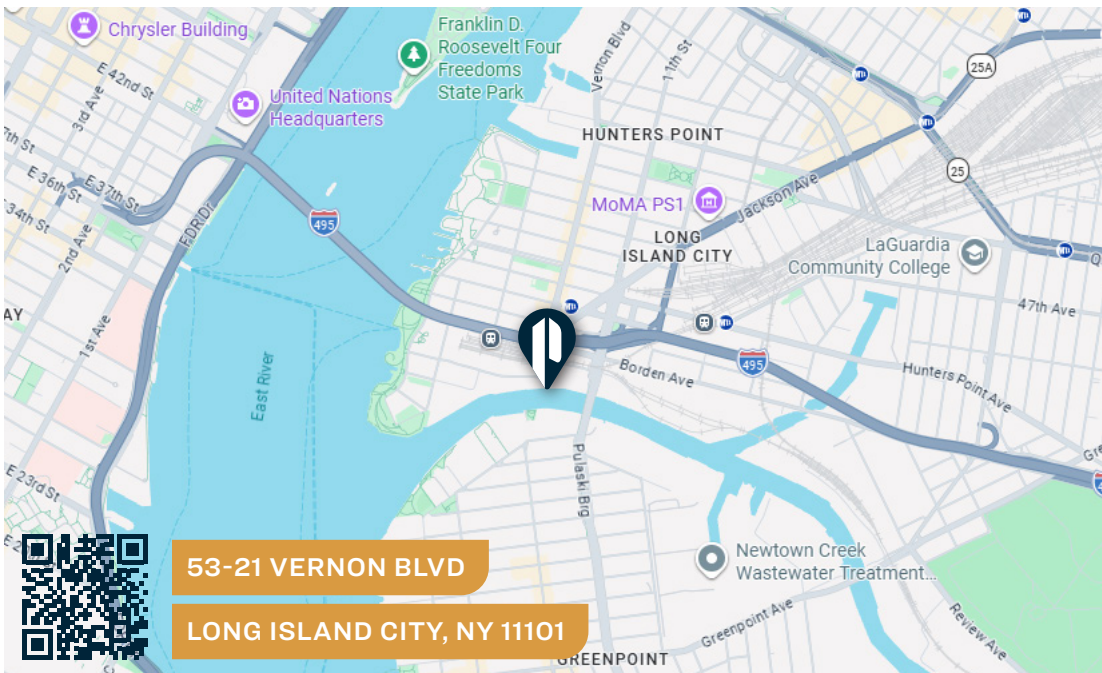 Chrysler Building
E 42nd St
3rd Ave
United Nations
Headquarters
Franklin D.
Roosevelt Four
Freedoms
State Park
Vernon Blvd
11th St
25A
HUNTERS POINT
25
7th St
E 36th St
E 37th St
E 34th St
2nd Ave
FDR Dr
495
MoMA PS1
Jackson Ave
LONG
ISLAND CITY
LaGuardia
Community College
47th Ave
AY
1st Ave
East River
Borden Ave
495
Hunters Point Ave
Pulaski Brg
E 23rd St
Newtown Creek
Wastewater Treatment...
Greenpoint Ave
Review Ave
GREENPOINT
53-21 VERNON BLVD
LONG ISLAND CITY, NY 11101